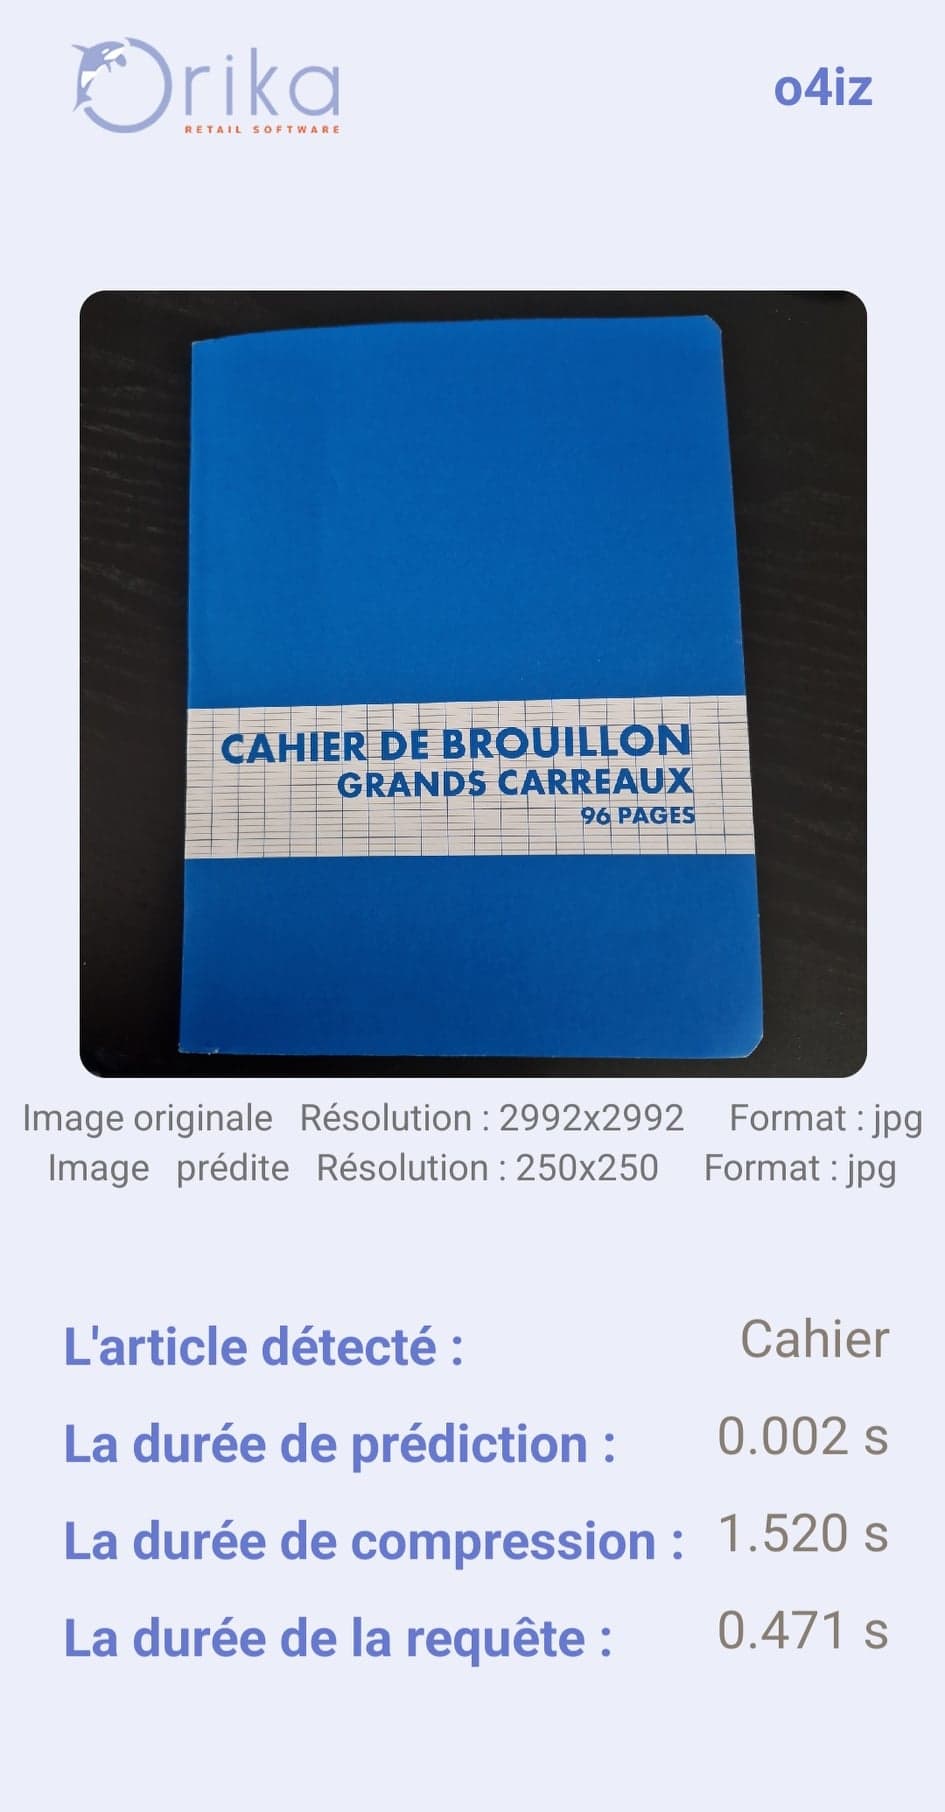 Orika
RETAIL SOFTWARE
o4iz
CAHIER DE BROUILLON
GRANDS CARREAUX
96 PAGES
Image originale Résolution : 2992x2992 Format : jpg
Image prédite Résolution : 250x250 Format : jpg
L'article détecté : Cahier
La durée de prédiction : 0.002 s
La durée de compression : 1.520 s
La durée de la requête : 0.471 s